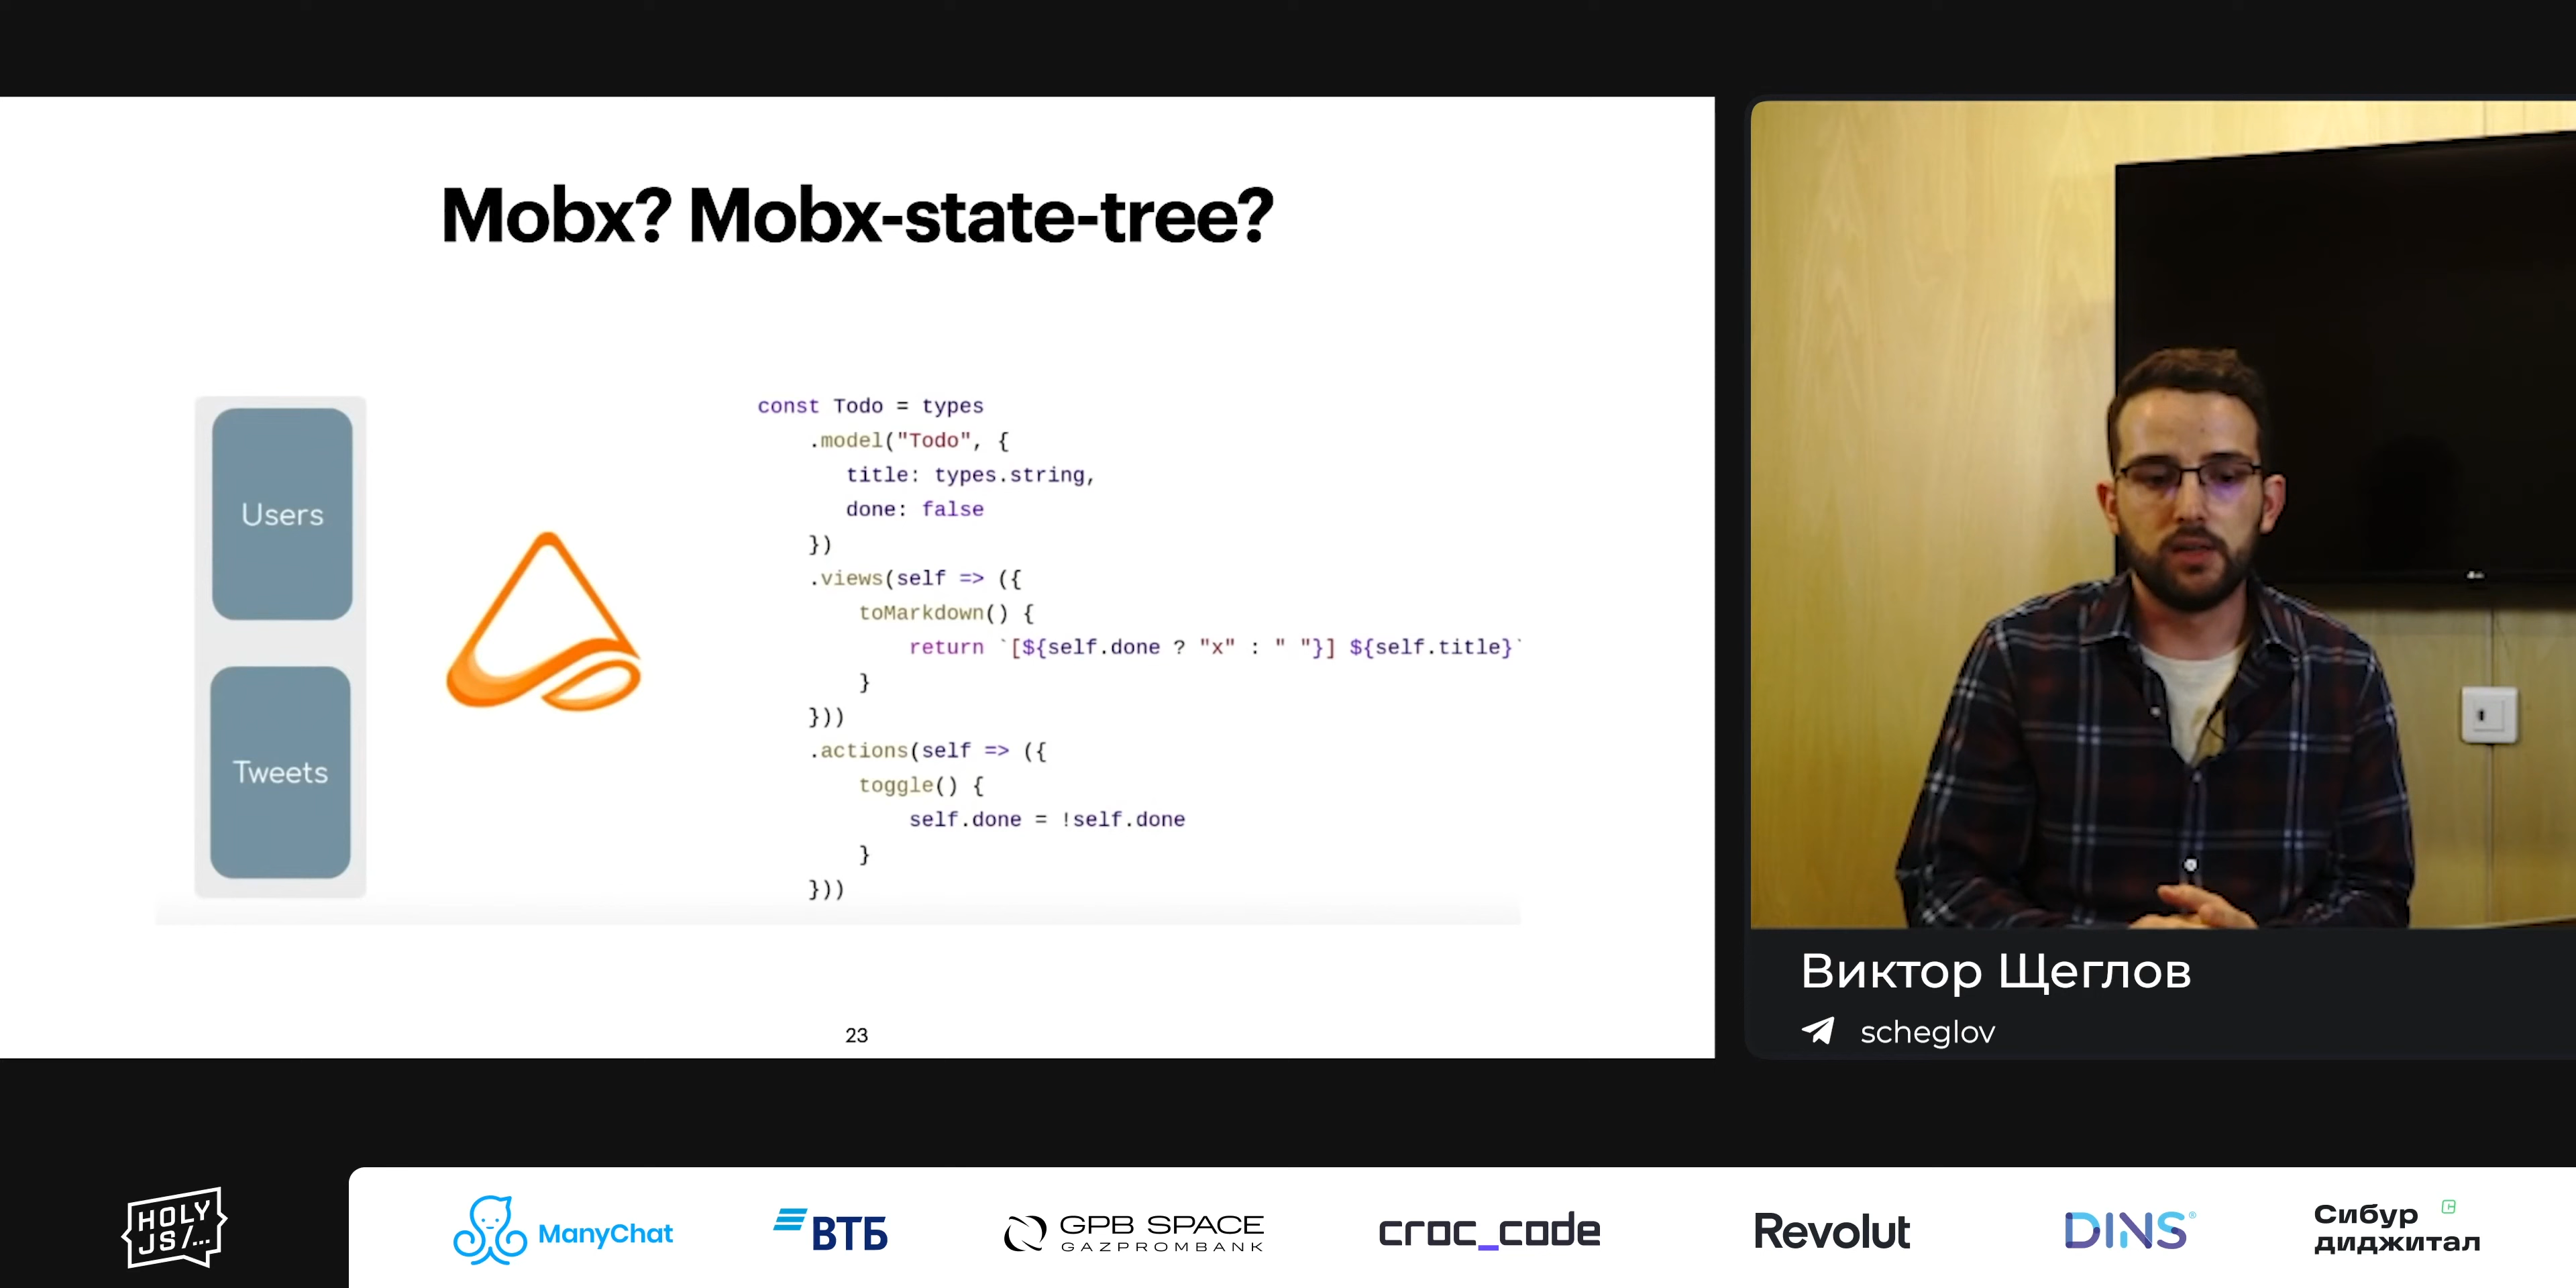 Mobx? Mobx-state-tree?
Users
Tweets
const Todo = types
.model("Todo", {
title: types.string,
done: false
})
.views(self => ({
toMarkdown() {
return `[${self.done ? "x" : " "}] ${self.title}`
}
}))
.actions(self => ({
toggle() {
self.done = !self.done
}
}))
23
Виктор Щеглов
scheglov
HOLY
JS/...
ManyChat
ВТБ
GPB SPACE
GAZPROMBANK
croc_code
Revolut
DINS®
Сибур
диджитал